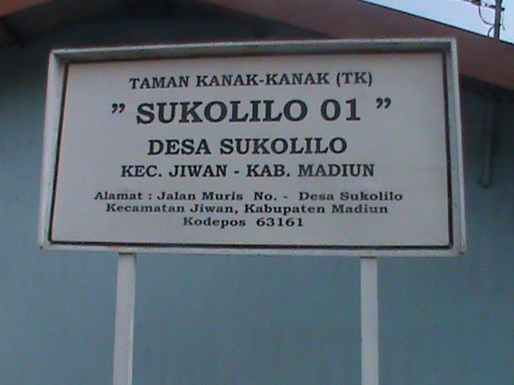 TAMAN KANAK-KANAK (TK)
" SUKOLILO 01 "
DESA SUKOLILO
KEC. JIWAN - KAB. MADIUN
Alamat : Jalan Muris No. - Desa Sukolilo
Kecamatan Jiwan, Kabupaten Madiun
Kodepos 63161